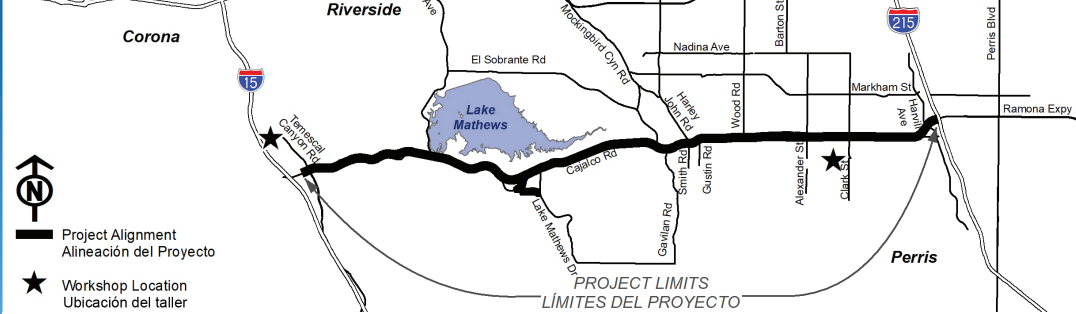 Riverside
Ave
Corona
15
215
Mockingbird Cyn Rd
Barton St
Perris Blvd
Nadina Ave
El Sobrante Rd
Markham St
Wood Rd
Harley
John Rd
Harvill
Ave
Ramona Expy
Lake
Mathews
Temescal
Canyon Rd
Cajalco Rd
Smith Rd
Gustin Rd
Alexander St
Clark St
N
Lake Mathews Dr
Gavilan Rd
Perris
Project Alignment
Alineación del Proyecto
Workshop Location
Ubicación del taller
PROJECT LIMITS
LÍMITES DEL PROYECTO